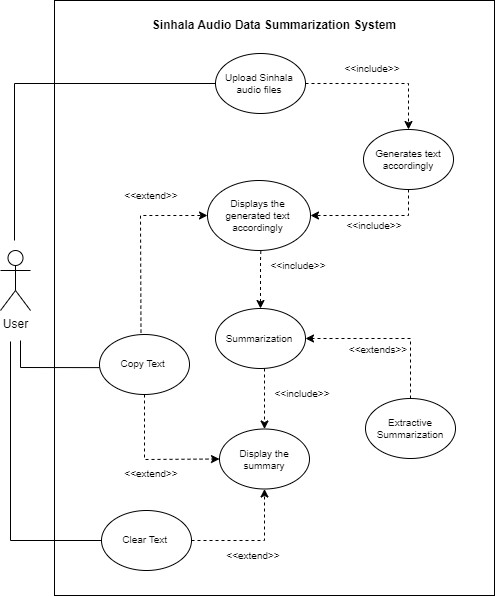 Sinhala Audio Data Summarization System
<<include>>
Upload Sinhala
audio files
Generates text
accordingly
<<extend>>
Displays the
generated text
accordingly
<<include>>
<<include>>
User
Summarization
<<extends>>
Copy Text
<<include>>
Extractive
Summarization
Display the
summary
<<extend>>
Clear Text
<<extend>>